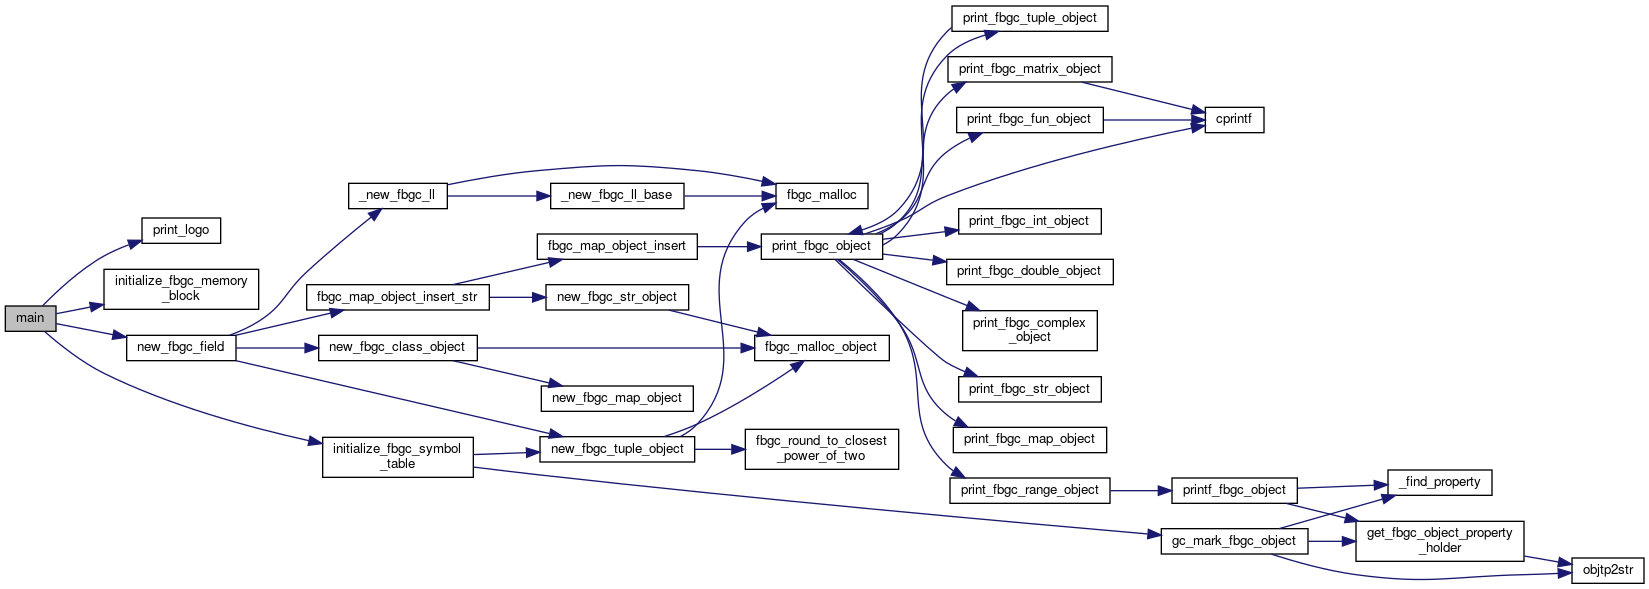 print_fbgc_tuple_object
print_fbgc_matrix_object
print_fbgc_fun_object
cprintf
_new_fbgc_ll
_new_fbgc_ll_base
fbgc_malloc
print_logo
fbgc_map_object_insert
print_fbgc_object
print_fbgc_int_object
print_fbgc_double_object
initialize_fbgc_memory
_block
fbgc_map_object_insert_str
new_fbgc_str_object
main
print_fbgc_complex
_object
new_fbgc_field
new_fbgc_class_object
fbgc_malloc_object
new_fbgc_map_object
print_fbgc_str_object
print_fbgc_map_object
initialize_fbgc_symbol
_table
new_fbgc_tuple_object
fbgc_round_to_closest
_power_of_two
print_fbgc_range_object
printf_fbgc_object
_find_property
gc_mark_fbgc_object
get_fbgc_object_property
_holder
objtp2str